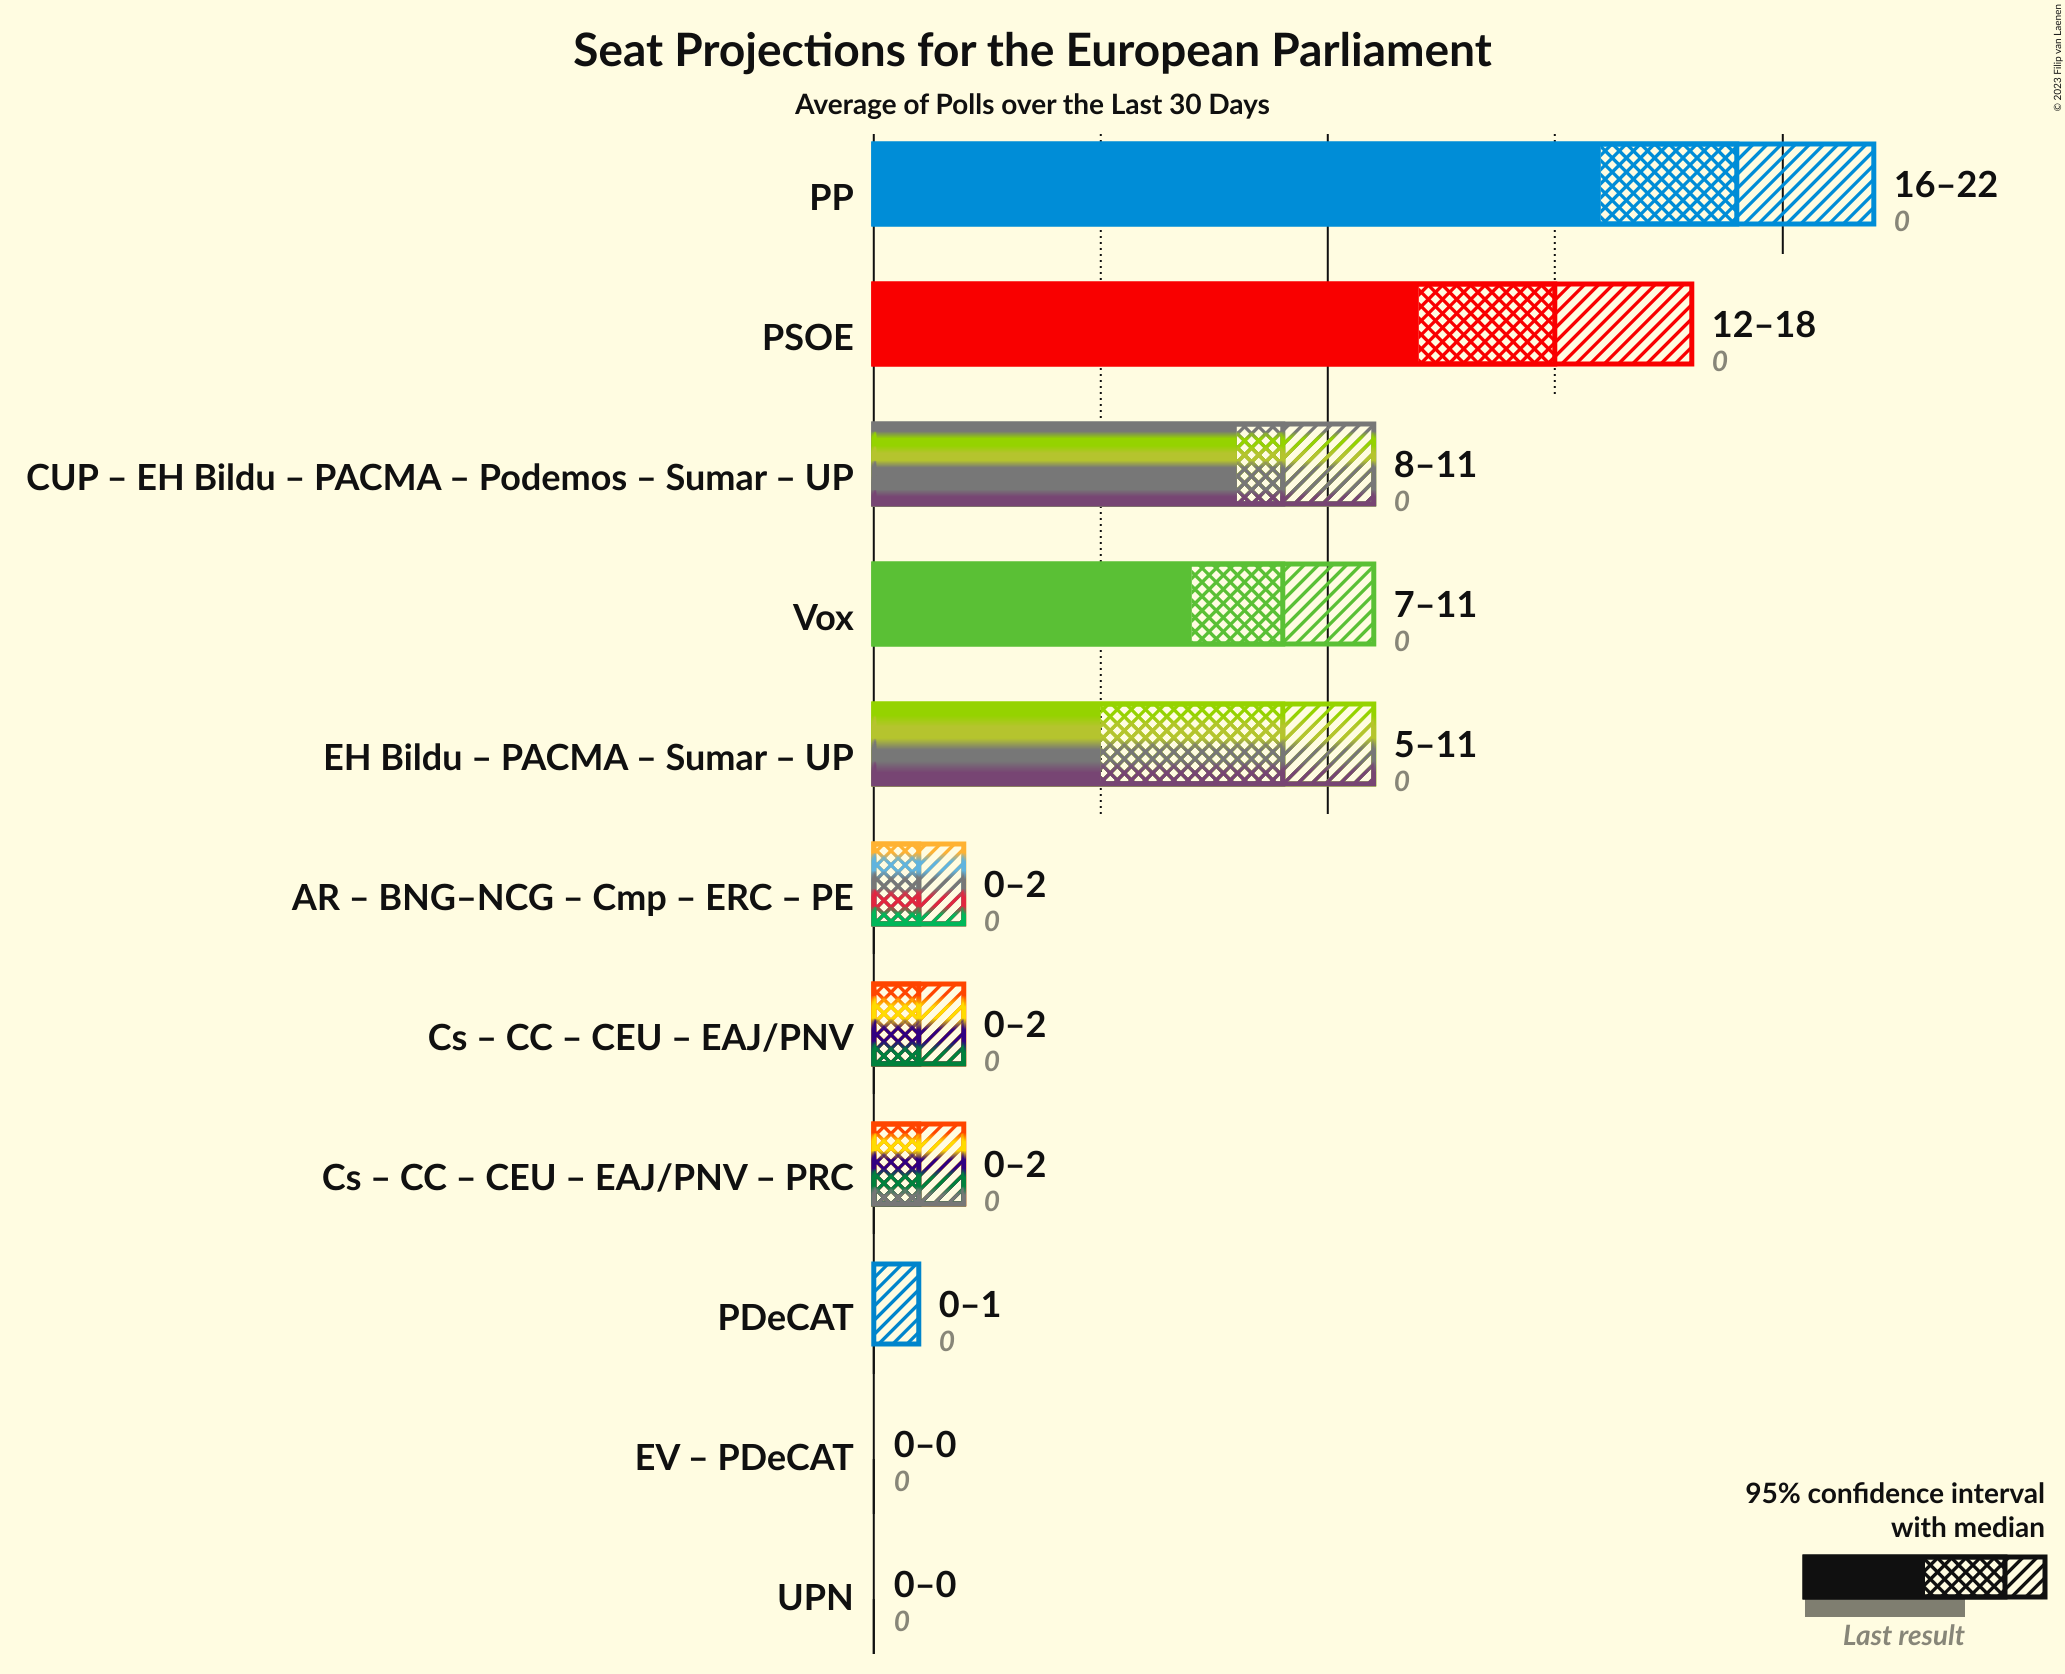 Seat Projections for the European Parliament
Average of Polls over the Last 30 Days
© 2023 Filip van Laenen
PP
16–22
0
PSOE
12–18
0
CUP – EH Bildu – PACMA – Podemos – Sumar – UP
8–11
0
Vox
7–11
0
EH Bildu – PACMA – Sumar – UP
5–11
0
AR – BNG–NCG – Cmp – ERC – PE
0–2
0
Cs – CC – CEU – EAJ/PNV
0–2
0
Cs – CC – CEU – EAJ/PNV – PRC
0–2
0
PDeCAT
0–1
0
EV – PDeCAT
0–0
0
UPN
0–0
0
95% confidence interval
with median
Last result